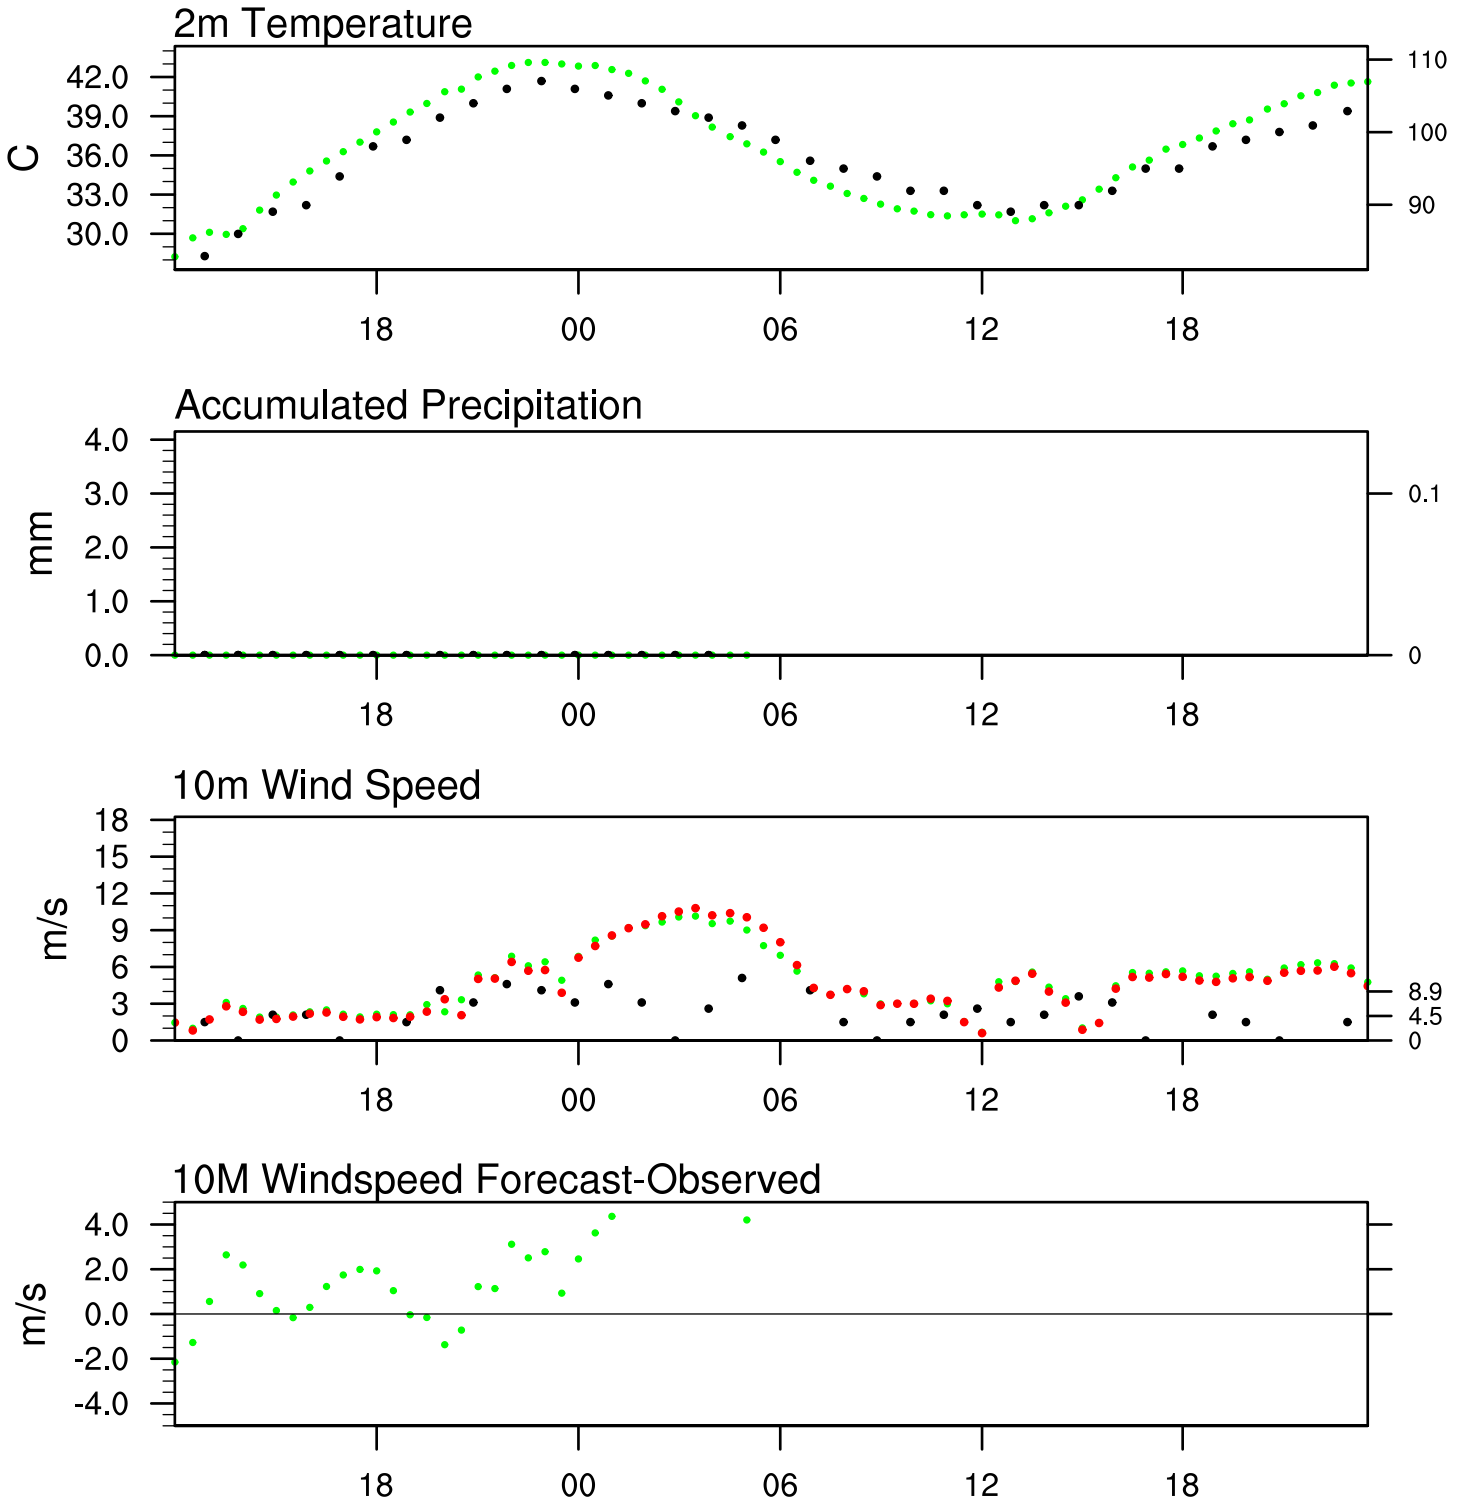 2m Temperature
42.0
39.0
36.0
33.0
30.0
C
110
100
90
18 00 06 12 18
Accumulated Precipitation
4.0
3.0
2.0
1.0
0.0
mm
0.1
0
18 00 06 12 18
10m Wind Speed
18
15
12
9
6
3
0
m/s
8.9
4.5
0
18 00 06 12 18
10M Windspeed Forecast-Observed
4.0
2.0
0.0
-2.0
-4.0
m/s
18 00 06 12 18